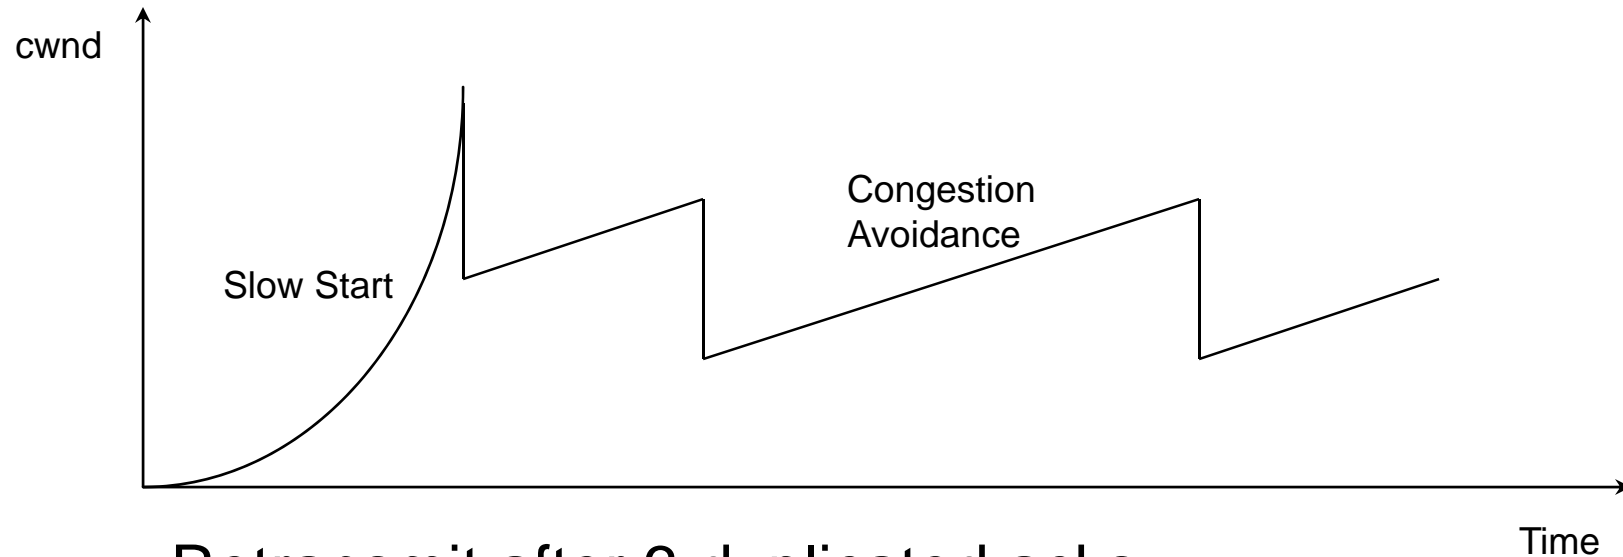 cwnd
Congestion
Avoidance
Slow Start
Time
Retransmit after 3 duplicated acks